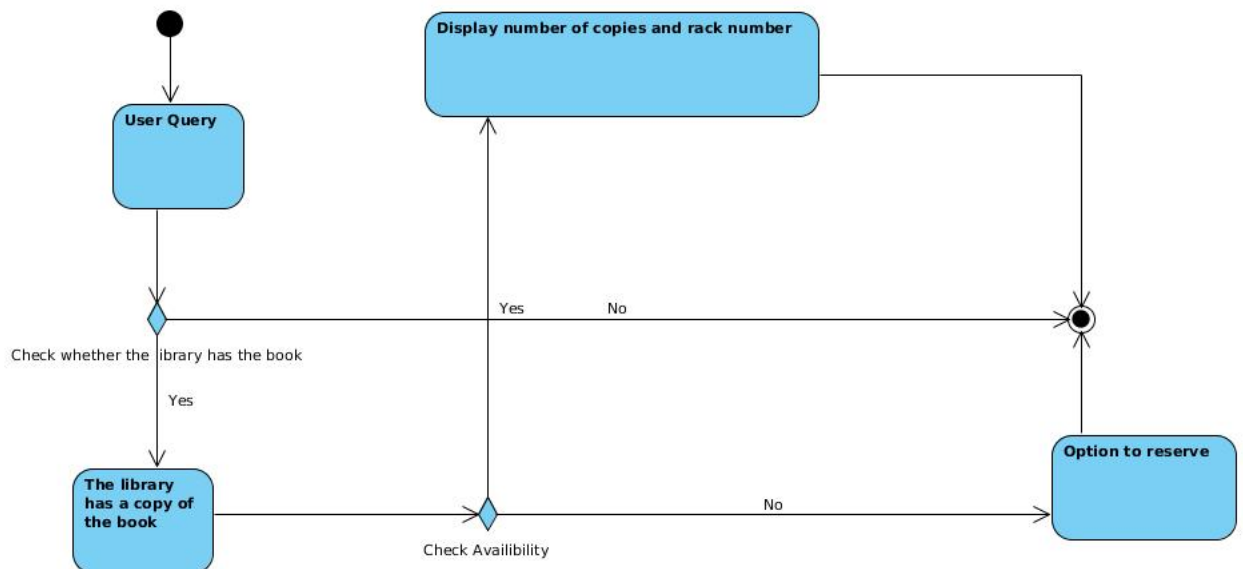 Display number of copies and rack number
User Query
Yes
No
Check whether the library has the book
Yes
The library
has a copy of
the book
Option to reserve
No
Check Availibility